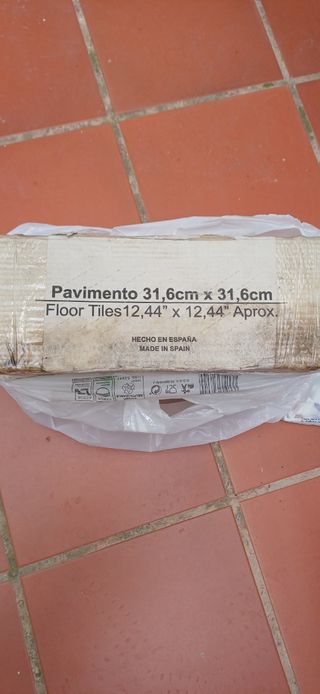 Pavimento 31,6cm x 31,6cm
Floor Tiles12,44” x 12,44” Aprox.
HECHO EN ESPAÑA
MADE IN SPAIN